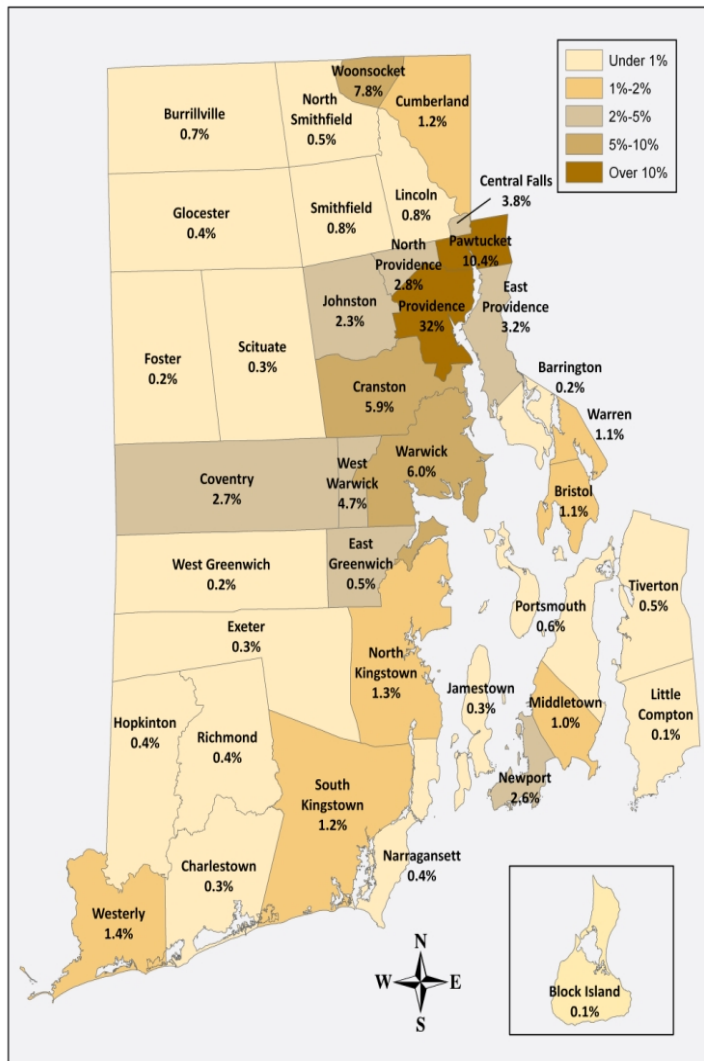 Under 1%
1%-2%
2%-5%
5%-10%
Over 10%
Woonsocket
7.8%
Cumberland
1.2%
Burrillville
0.7%
North
Smithfield
0.5%
Central Falls
3.8%
Glocester
0.4%
Smithfield
0.8%
Lincoln
0.8%
North
Providence
2.8%
Pawtucket
10.4%
Johnston
2.3%
Providence
32%
East
Providence
3.2%
Foster
0.2%
Scituate
0.3%
Cranston
5.9%
Barrington
0.2%
Warren
1.1%
Coventry
2.7%
West
Warwick
4.7%
Warwick
6.0%
Bristol
1.1%
West Greenwich
0.2%
East
Greenwich
0.5%
Portsmouth
0.6%
Tiverton
0.5%
Exeter
0.3%
North
Kingstown
1.3%
Jamestown
0.3%
Middletown
1.0%
Little
Compton
0.1%
Hopkinton
0.4%
Richmond
0.4%
South
Kingstown
1.2%
Newport
2.6%
Narragansett
0.4%
Charlestown
0.3%
Westerly
1.4%
N
W E
S
Block Island
0.1%